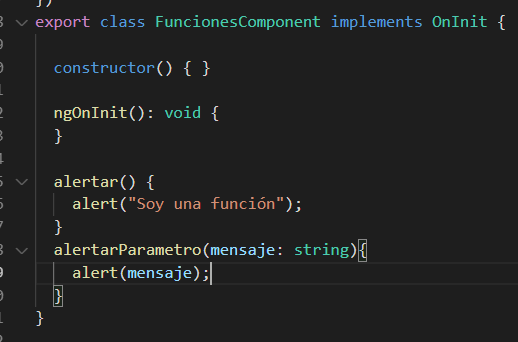 })
8 export class FuncionesComponent implements OnInit {
9
0 constructor() { }
1
2 ngOnInit(): void {
3 }
4
5 alertar() {
6 alert("Soy una función");
7 }
8 alertarParametro(mensaje: string){
9 alert(mensaje);
0 }
1 }